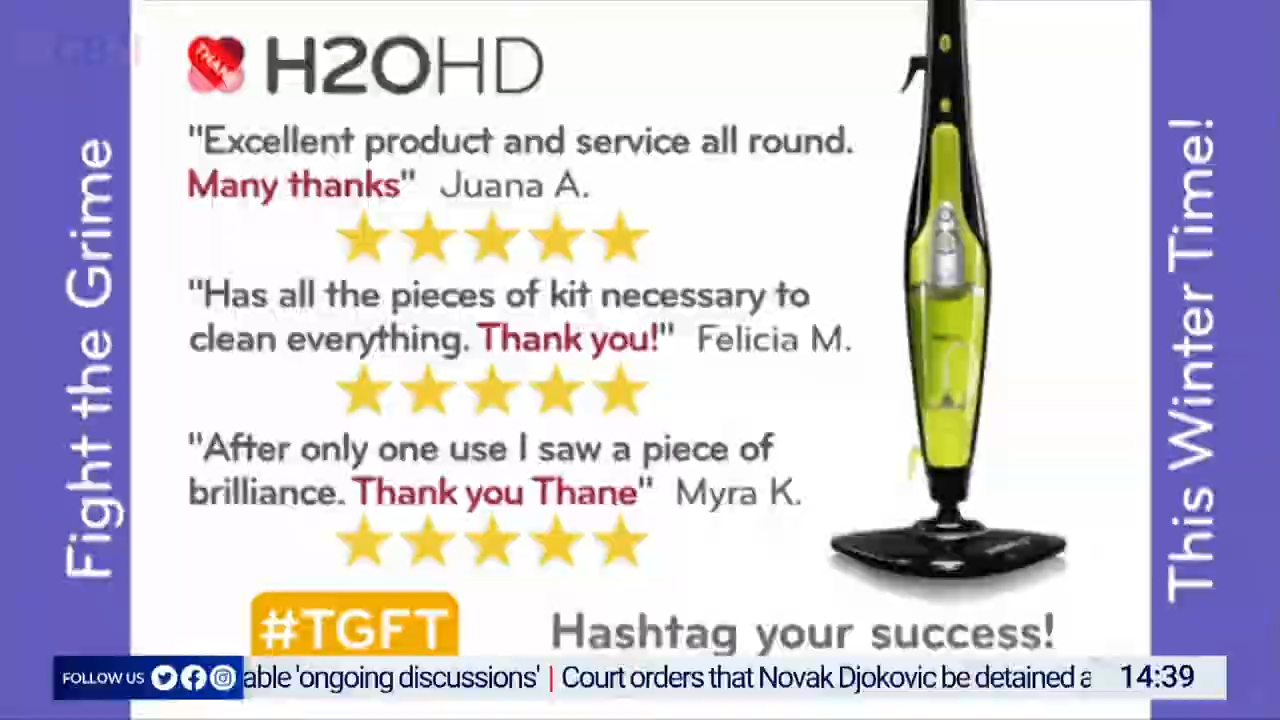 GBN
THANE
H2OHD
"Excellent product and service all round.
Many thanks" Juana A.
"Has all the pieces of kit necessary to
clean everything. Thank you!" Felicia M.
"After only one use I saw a piece of
brilliance. Thank you Thane" Myra K.
#TGFT
Hashtag your success!
Fight the Grime
This Winter Time!
FOLLOW US
able 'ongoing discussions' | Court orders that Novak Djokovic be detained a
14:39